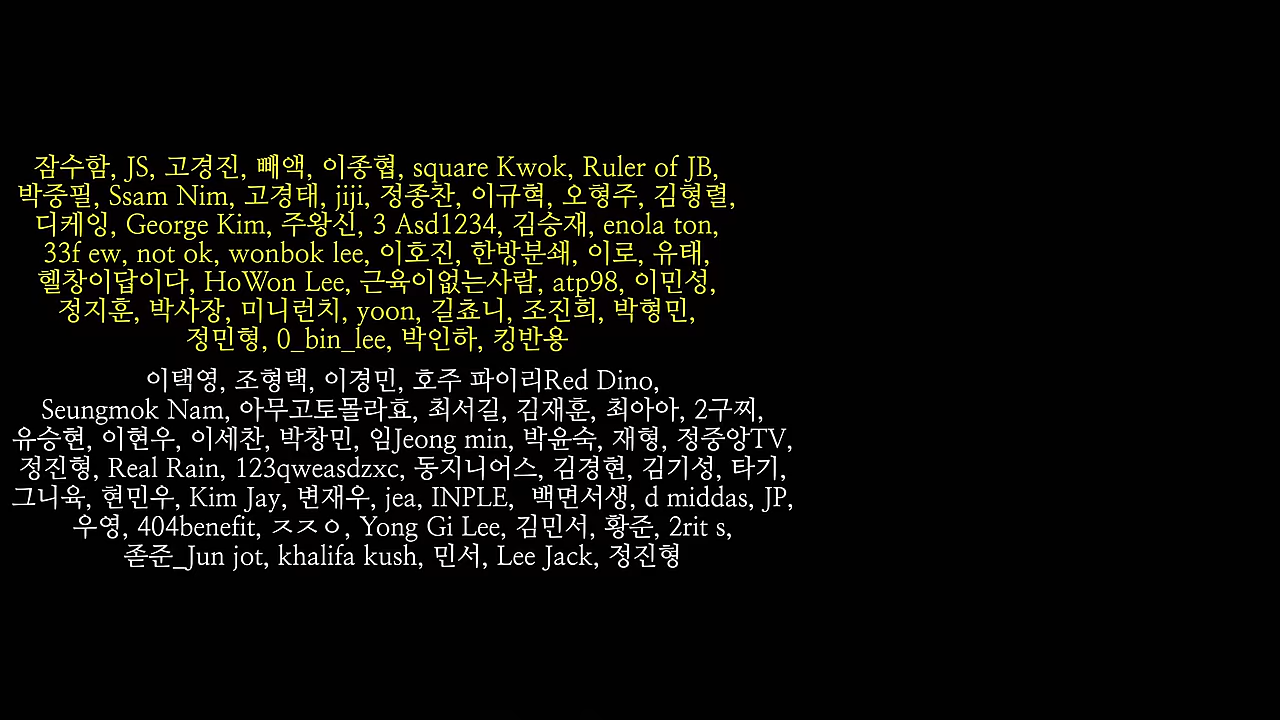 잠수함, JS, 고경진, 빼액, 이종협, square Kwok, Ruler of JB,
박중필, Ssam Nim, 고경태, jiji, 정종찬, 이규혁, 오형주, 김형렬,
디케잉, George Kim, 주왕신, 3 Asd1234, 김승재, enola ton,
33f ew, not ok, wonbok lee, 이호진, 한방분쇄, 이로, 유태,
헬창이답이다, HoWon Lee, 근육이없는사람, atp98, 이민성,
정지훈, 박사장, 미니런치, yoon, 길쵸니, 조진희, 박형민,
정민형, 0_bin_lee, 박인하, 킹반용
이택영, 조형택, 이경민, 호주 파이리Red Dino,
Seungmok Nam, 아무고토몰라효, 최서길, 김재훈, 최아아, 2구찌,
유승현, 이현우, 이세찬, 박창민, 임Jeong min, 박윤숙, 재형, 정중앙TV,
정진형, Real Rain, 123qweasdzxc, 동지니어스, 김경현, 김기성, 타기,
그니육, 현민우, Kim Jay, 변재우, jea, INPLE,  백면서생, d middas, JP,
우영, 404benefit, ㅈㅈㅇ, Yong Gi Lee, 김민서, 황준, 2rit s,
졷준_Jun jot, khalifa kush, 민서, Lee Jack, 정진형